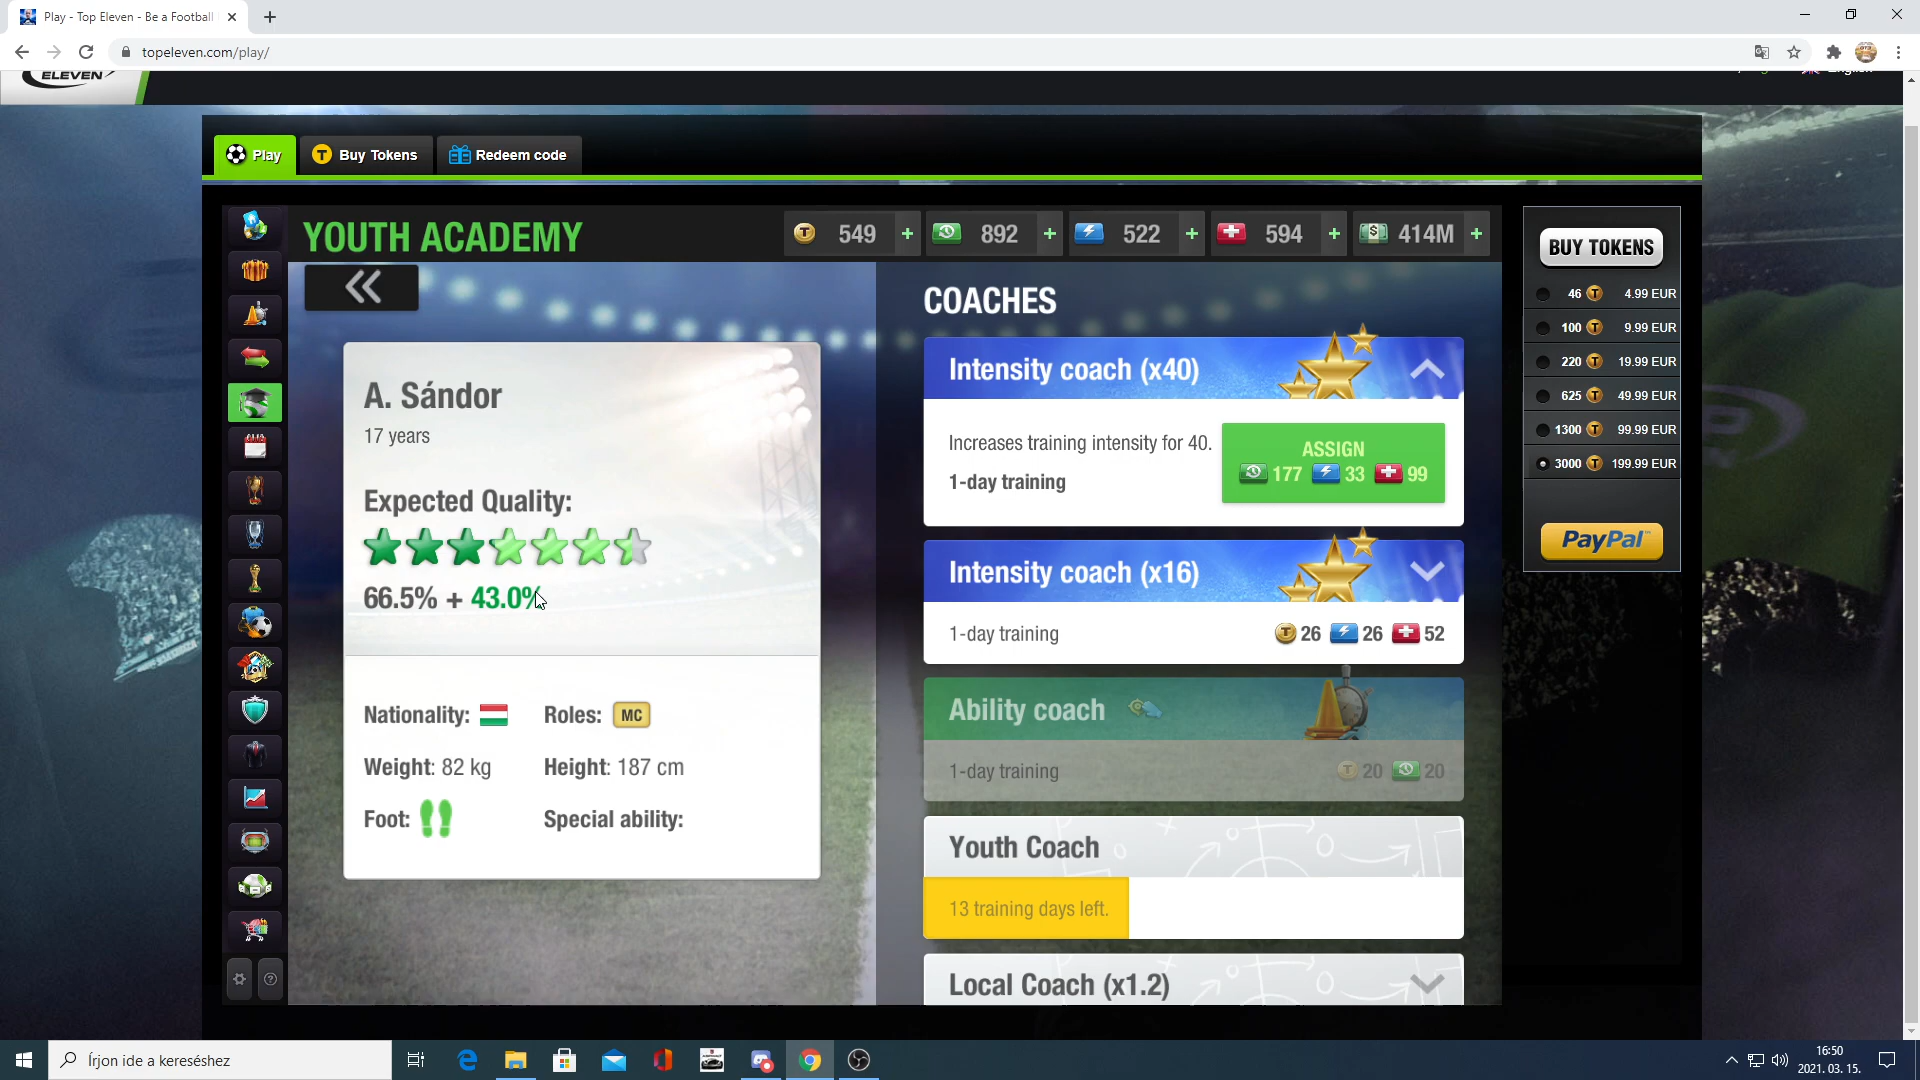 Play - Top Eleven - Be a Football
topeleven.com/play/
ELEVEN
English
Play
Buy Tokens
Redeem code
YOUTH ACADEMY
549 +
892 +
522 +
594 +
414M +
A. Sándor
17 years
Expected Quality:
66.5% + 43.0%
Nationality:
Roles: MC
Weight: 82 kg
Height: 187 cm
Foot:
Special ability:
COACHES
Intensity coach (x40)
Increases training intensity for 40.
1-day training
ASSIGN
177 33 99
Intensity coach (x16)
1-day training
26 26 52
Ability coach
1-day training
20 20
Youth Coach
13 training days left.
Local Coach (x1.2)
BUY TOKENS
46 T 4.99 EUR
100 T 9.99 EUR
220 T 19.99 EUR
625 T 49.99 EUR
1300 T 99.99 EUR
3000 T 199.99 EUR
PayPal
Írjon ide a kereséshez
16:50
2021. 03. 15.